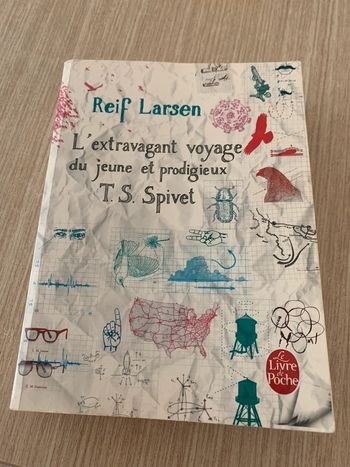 Reif Larsen
L'extravagant voyage
du jeune et prodigieux
T. S. Spivet
Le
Livre
de
Poche